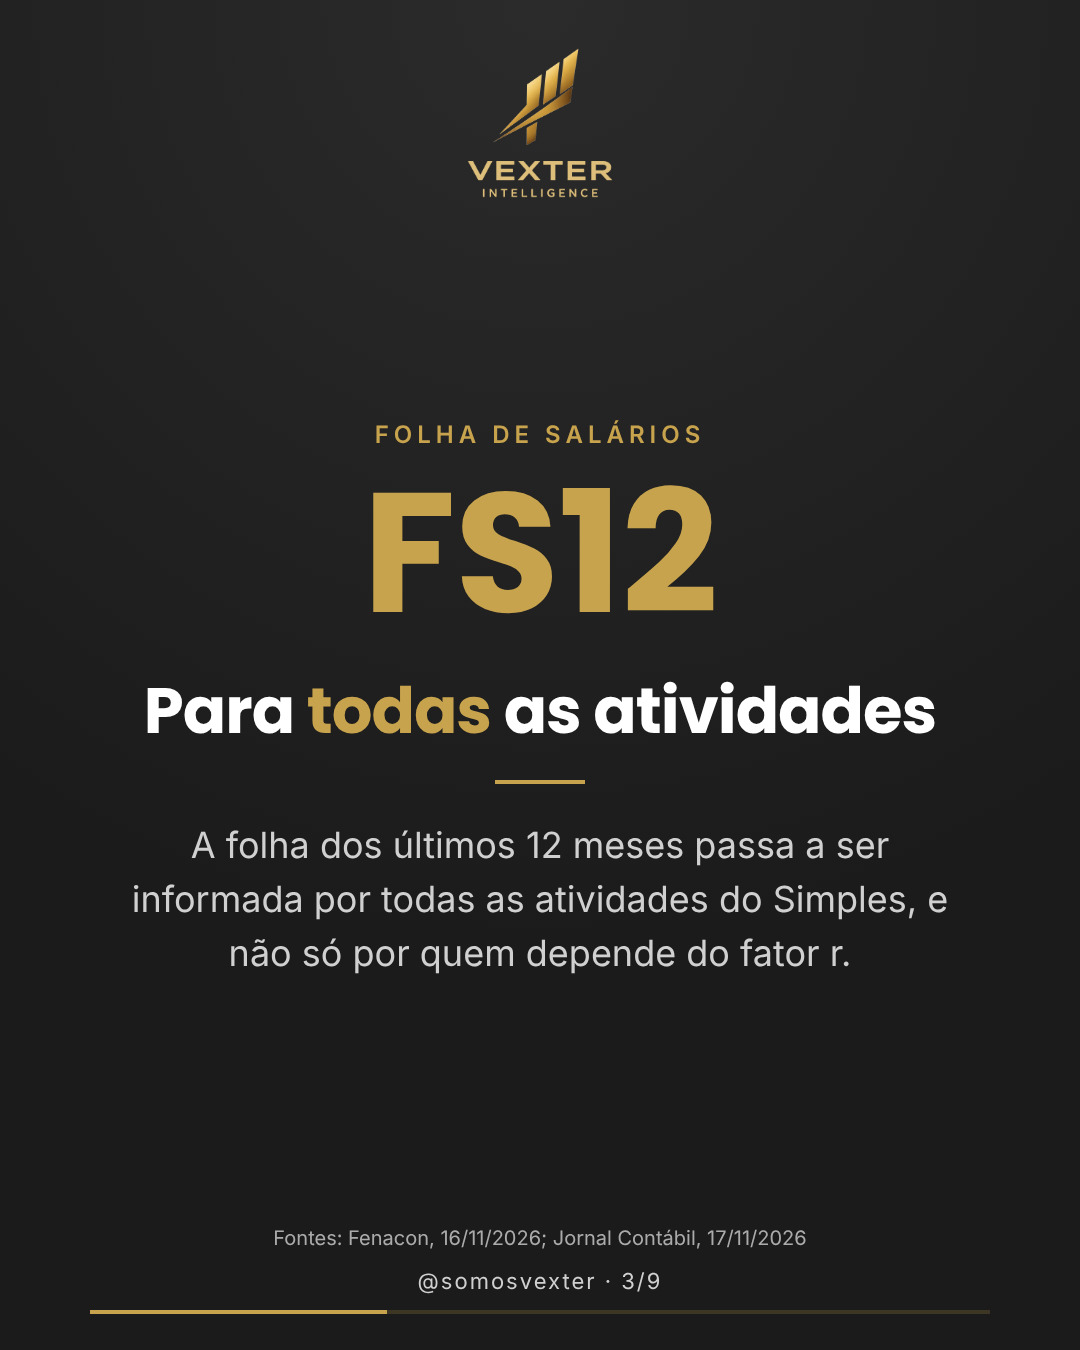 VEXTER
INTELLIGENCE
FOLHA DE SALÁRIOS
FS12
Para todas as atividades
A folha dos últimos 12 meses passa a ser
informada por todas as atividades do Simples, e
não só por quem depende do fator r.
Fontes: Fenacon, 16/11/2026; Jornal Contábil, 17/11/2026
@somosvexter · 3/9